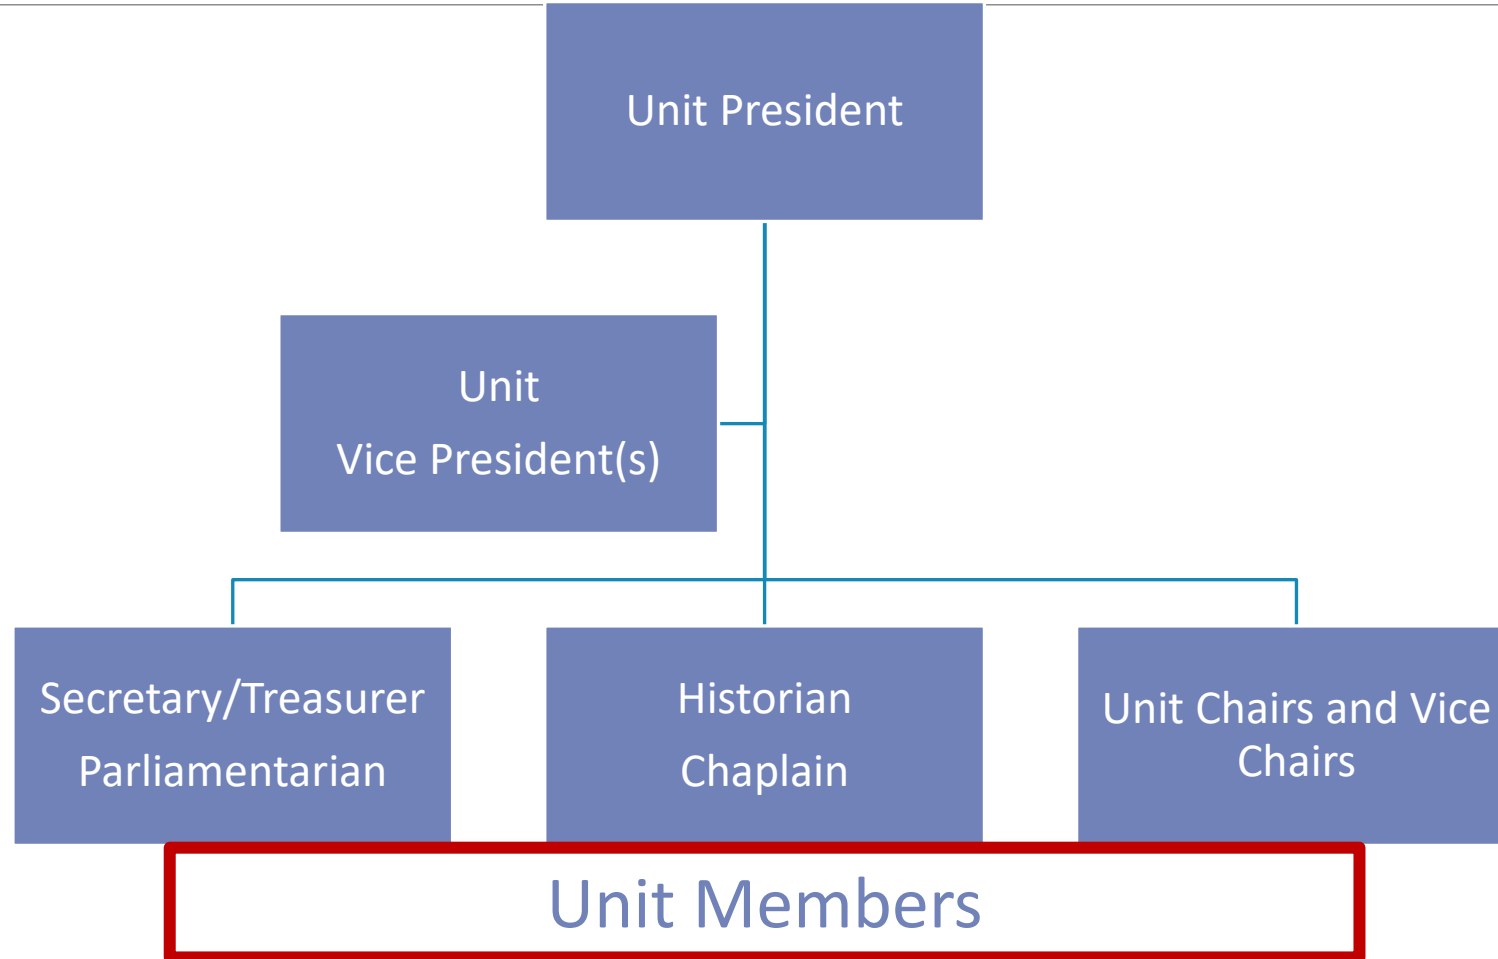 Unit President
Unit
Vice President(s)
Secretary/Treasurer
Parliamentarian
Historian
Chaplain
Unit Chairs and Vice
Chairs
Unit Members